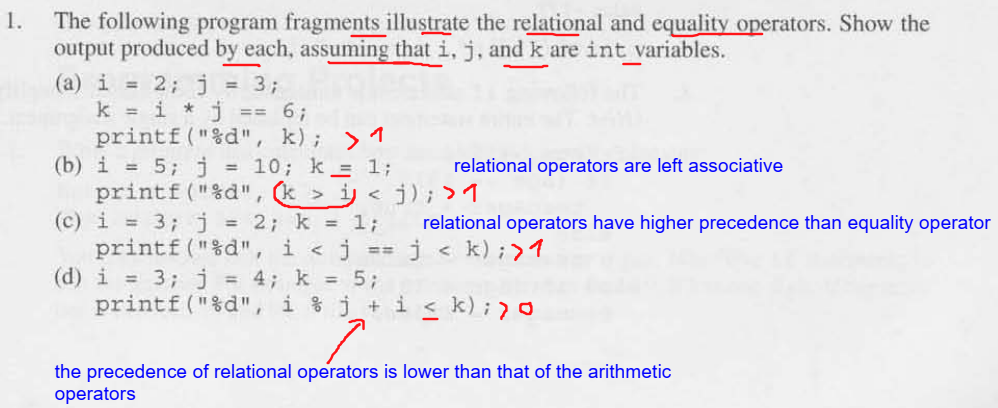 1. The following program fragments illustrate the relational and equality operators. Show the
output produced by each, assuming that i, j, and k are int variables.
(a) i = 2; j = 3;
k = i * j == 6;
printf("%d", k); > 1
(b) i = 5; j = 10; k = 1; relational operators are left associative
printf("%d", k > i < j); > 1
(c) i = 3; j = 2; k = 1; relational operators have higher precedence than equality operator
printf("%d", i < j == j < k); > 1
(d) i = 3; j = 4; k = 5;
printf("%d", i % j + i < k); > 0
the precedence of relational operators is lower than that of the arithmetic
operators